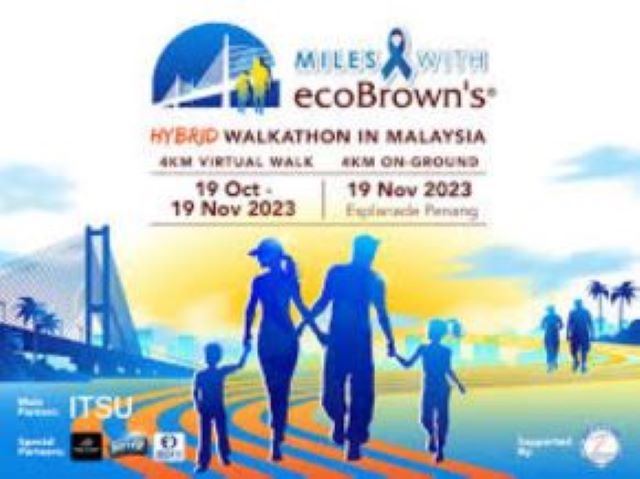 MILES WITH
ecoBrown's®
HYBRID WALKATHON IN MALAYSIA
4KM VIRTUAL WALK 4KM ON-GROUND
19 Oct - 19 Nov 2023
19 Nov 2023 Esplanade Penang
Main Partner: ITSU
Special Partners:
Supported By: